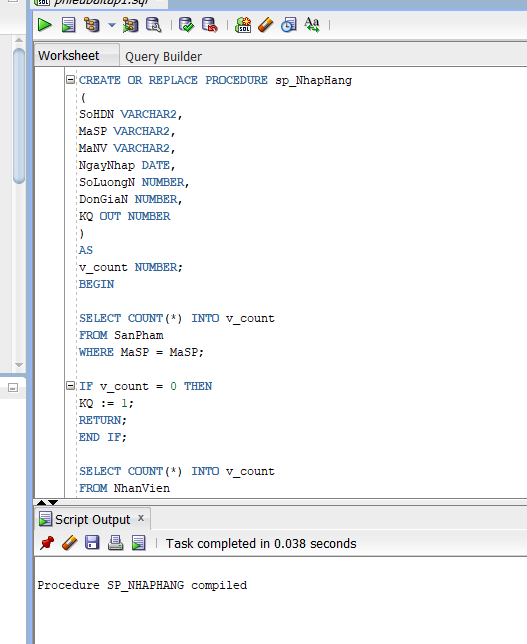 phieubaitap1.sql
SQL
Aa
Worksheet
Query Builder
CREATE OR REPLACE PROCEDURE sp_NhapHang
(
SoHDN VARCHAR2,
MaSP VARCHAR2,
MaNV VARCHAR2,
NgayNhap DATE,
SoLuongN NUMBER,
DonGiaN NUMBER,
KQ OUT NUMBER
)
AS
v_count NUMBER;
BEGIN
SELECT COUNT(*) INTO v_count
FROM SanPham
WHERE MaSP = MaSP;
IF v_count = 0 THEN
KQ := 1;
RETURN;
END IF;
SELECT COUNT(*) INTO v_count
FROM NhanVien
Script Output x
Task completed in 0.038 seconds
Procedure SP_NHAPHANG compiled